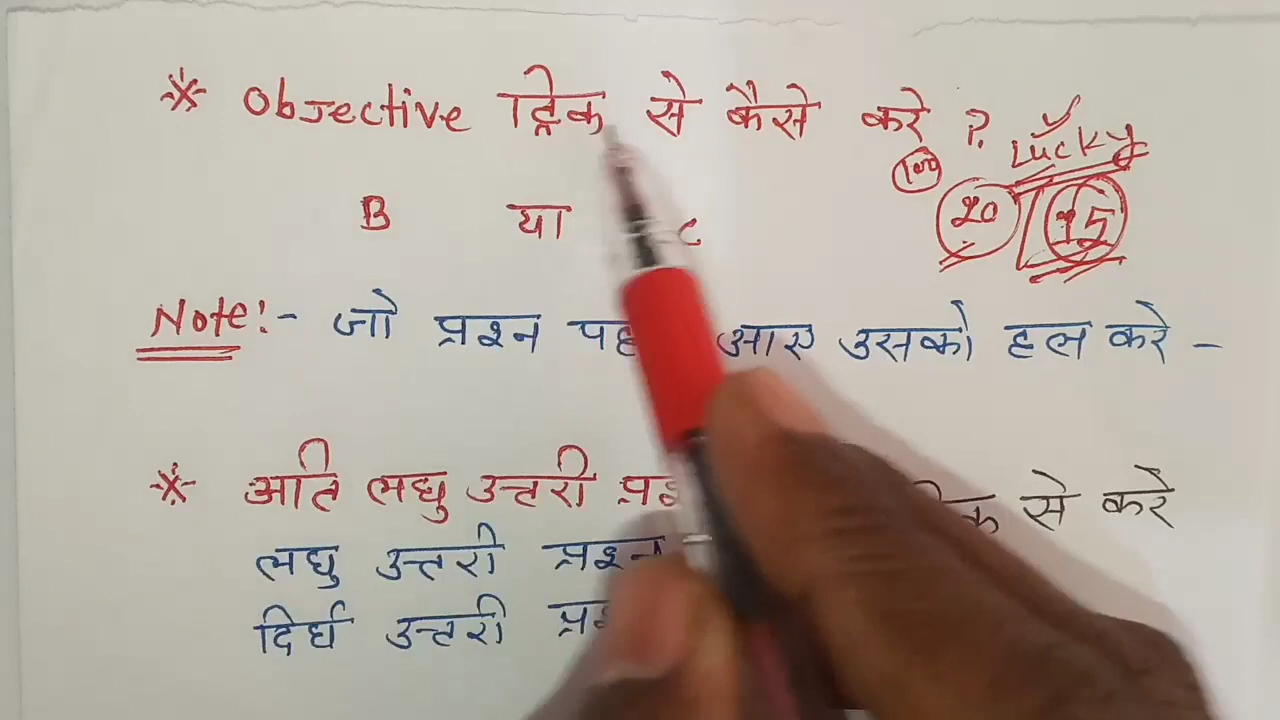 * Objective ट्रिक से कैसे करे ?
Lucky
100
20 15
B या C
Note:- जो प्रश्न आए उसको हल करे -
* अति लघु उत्तरी से करे
लघु उत्तरी प्रश्न
दिर्घ उत्तरी